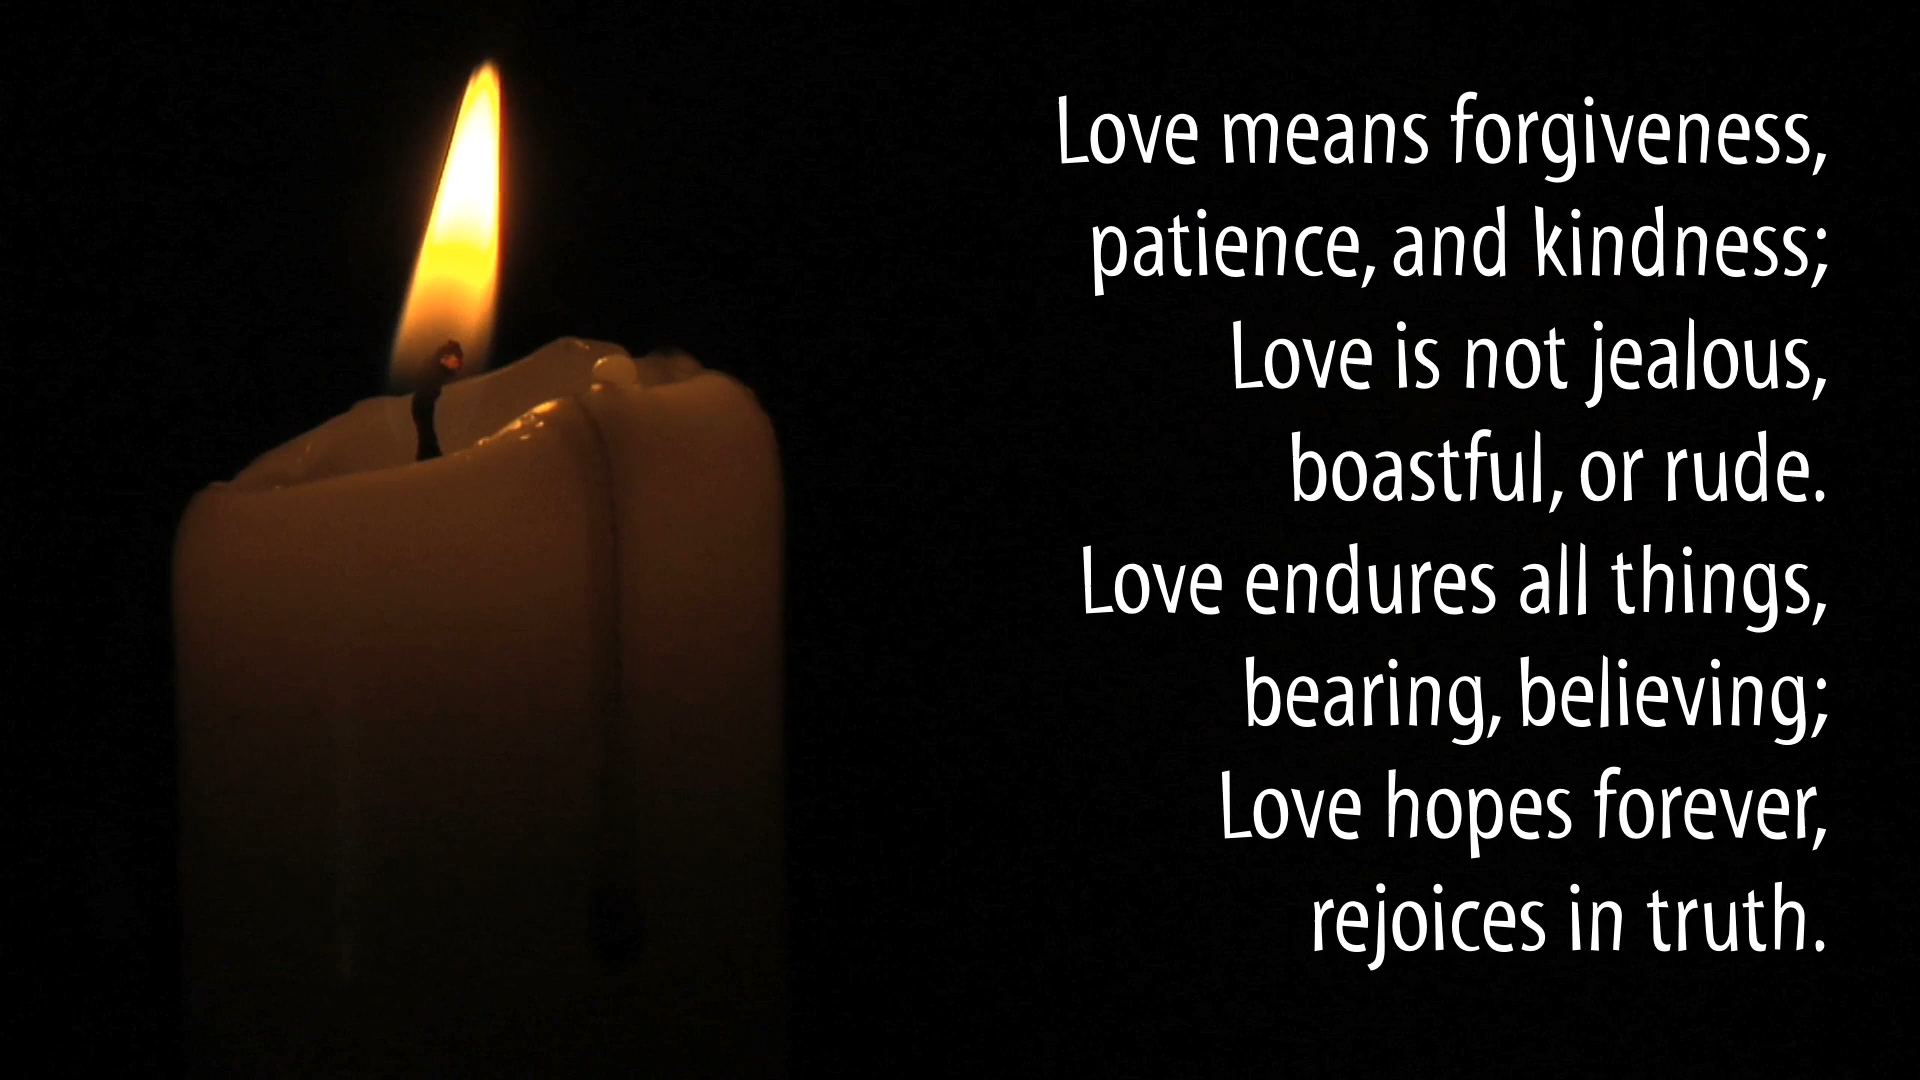 Love means forgiveness,
patience, and kindness;
Love is not jealous,
boastful, or rude.
Love endures all things,
bearing, believing;
Love hopes forever,
rejoices in truth.